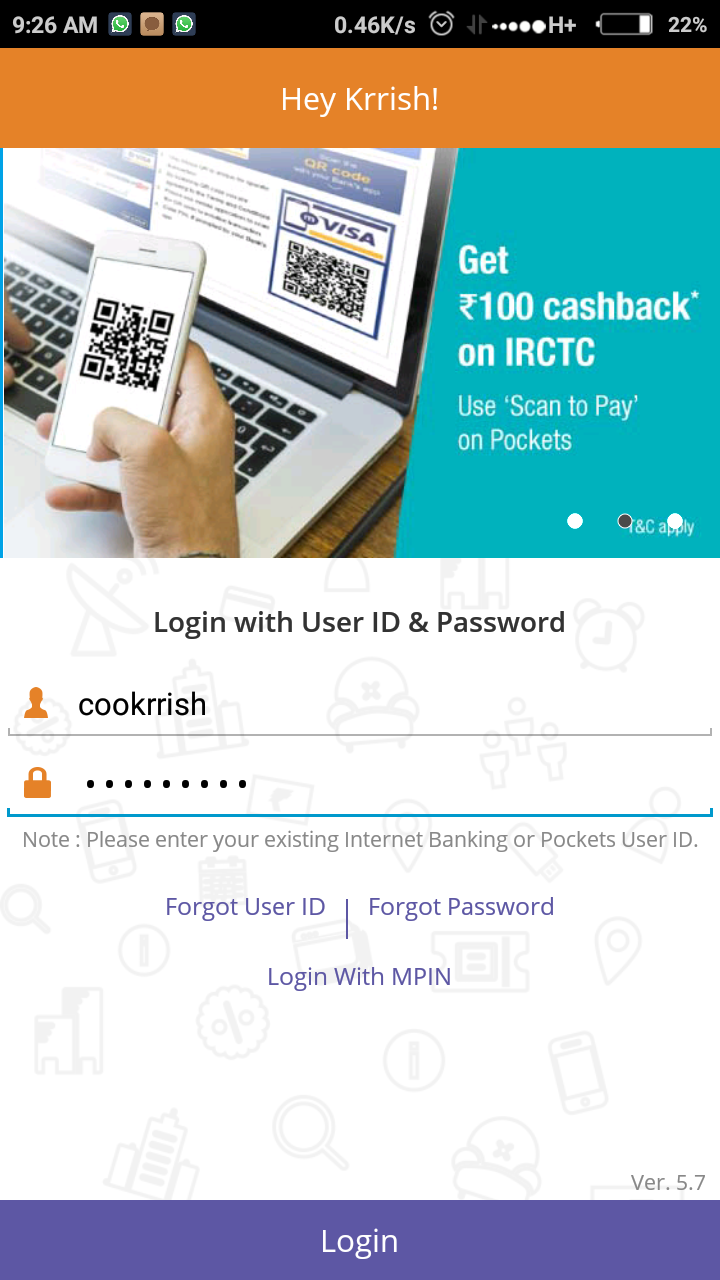 9:26 AM 0.46K/s H+ 22%
Hey Krrish!
QR code
VISA
VISA
Get
₹100 cashback*
on IRCTC
Use ‘Scan to Pay’
on Pockets
T&C apply
Login with User ID & Password
cookrrish
•••••••••
Note : Please enter your existing Internet Banking or Pockets User ID.
Forgot User ID | Forgot Password
Login With MPIN
Ver. 5.7
Login